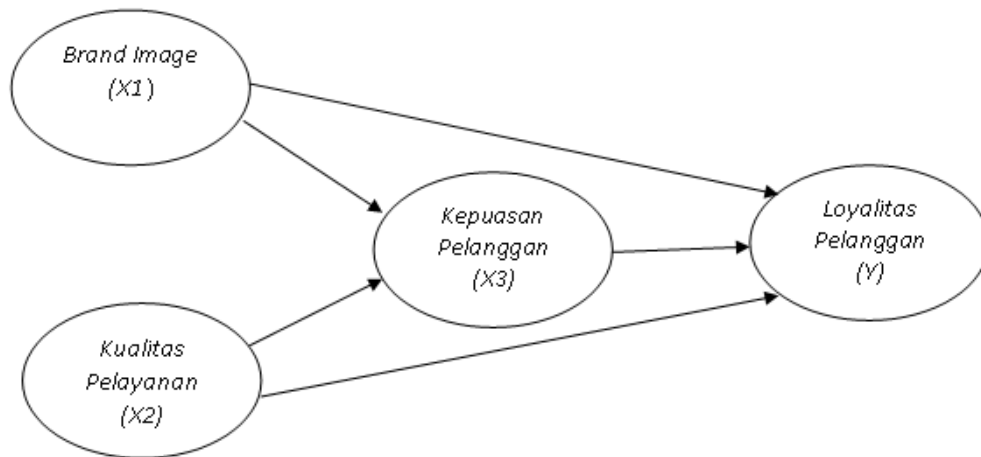 Brand Image
(X1)
Kepuasan
Pelanggan
(X3)
Loyalitas
Pelanggan
(Y)
Kualitas
Pelayanan
(X2)